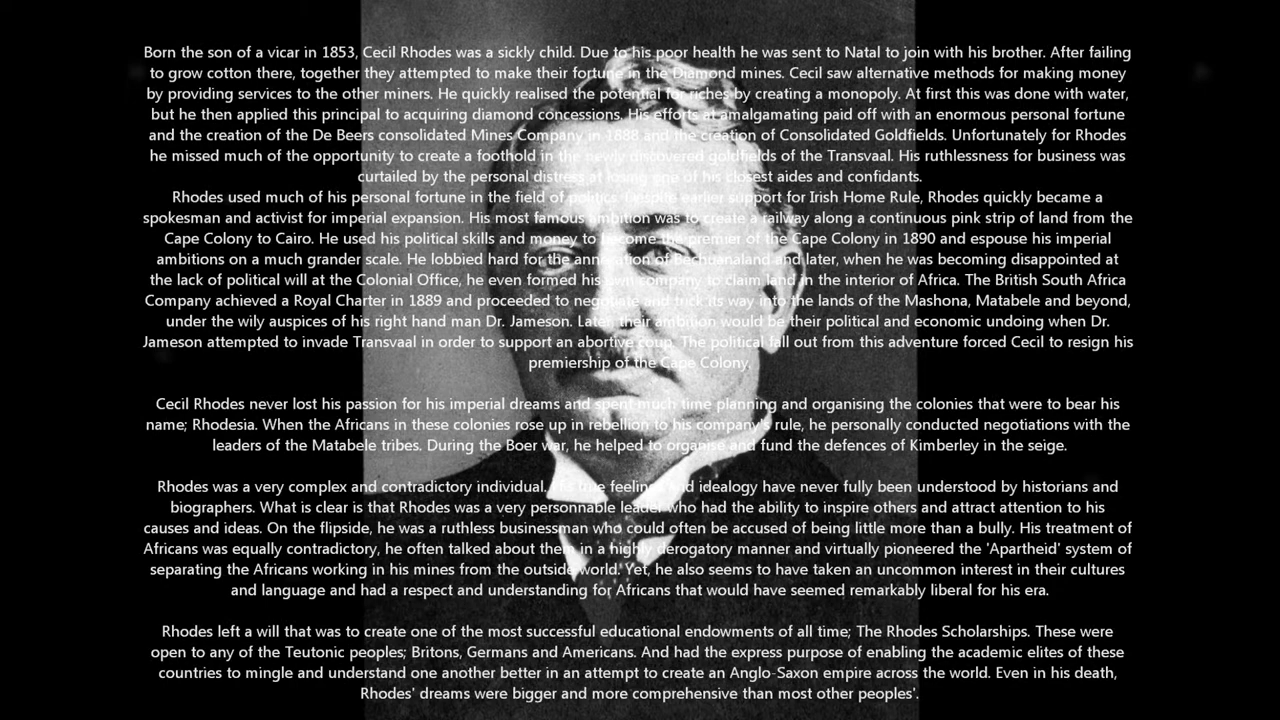 Born the son of a vicar in 1853, Cecil Rhodes was a sickly child. Due to his poor health he was sent to Natal to join with his brother. After failing
to grow cotton there, together they attempted to make their fortune in the Diamond mines. Cecil saw alternative methods for making money
by providing services to the other miners. He quickly realised the potential for riches by creating a monopoly. At first this was done with water,
but he then applied this principal to acquiring diamond concessions. His efforts at amalgamating paid off with an enormous personal fortune
and the creation of the De Beers consolidated Mines Company in 1888 and the creation of Consolidated Goldfields. Unfortunately for Rhodes
he missed much of the opportunity to create a foothold in the newly discovered goldfields of the Transvaal. His ruthlessness for business was
curtailed by the personal distress at losing one of his closest aides and confidants.
Rhodes used much of his personal fortune in the field of politics. Despite earlier support for Irish Home Rule, Rhodes quickly became a
spokesman and activist for imperial expansion. His most famous ambition was to create a railway along a continuous pink strip of land from the
Cape Colony to Cairo. He used his political skills and money to become the premier of the Cape Colony in 1890 and espouse his imperial
ambitions on a much grander scale. He lobbied hard for the annexation of Bechuanaland and later, when he was becoming disappointed at
the lack of political will at the Colonial Office, he even formed his own company to claim land in the interior of Africa. The British South Africa
Company achieved a Royal Charter in 1889 and proceeded to negotiate and trick its way into the lands of the Mashona, Matabele and beyond,
under the wily auspices of his right hand man Dr. Jameson. Later, their ambition would be their political and economic undoing when Dr.
Jameson attempted to invade Transvaal in order to support an abortive coup. The political fall out from this adventure forced Cecil to resign his
premiership of the Cape Colony.
Cecil Rhodes never lost his passion for his imperial dreams and spent much time planning and organising the colonies that were to bear his
name; Rhodesia. When the Africans in these colonies rose up in rebellion to his company's rule, he personally conducted negotiations with the
leaders of the Matabele tribes. During the Boer war, he helped to organise and fund the defences of Kimberley in the seige.
Rhodes was a very complex and contradictory individual. His true feelings and idealogy have never fully been understood by historians and
biographers. What is clear is that Rhodes was a very personnable leader who had the ability to inspire others and attract attention to his
causes and ideas. On the flipside, he was a ruthless businessman who could often be accused of being little more than a bully. His treatment of
Africans was equally contradictory, he often talked about them in a highly derogatory manner and virtually pioneered the 'Apartheid' system of
separating the Africans working in his mines from the outside world. Yet, he also seems to have taken an uncommon interest in their cultures
and language and had a respect and understanding for Africans that would have seemed remarkably liberal for his era.
Rhodes left a will that was to create one of the most successful educational endowments of all time; The Rhodes Scholarships. These were
open to any of the Teutonic peoples; Britons, Germans and Americans. And had the express purpose of enabling the academic elites of these
countries to mingle and understand one another better in an attempt to create an Anglo-Saxon empire across the world. Even in his death,
Rhodes' dreams were bigger and more comprehensive than most other peoples'.